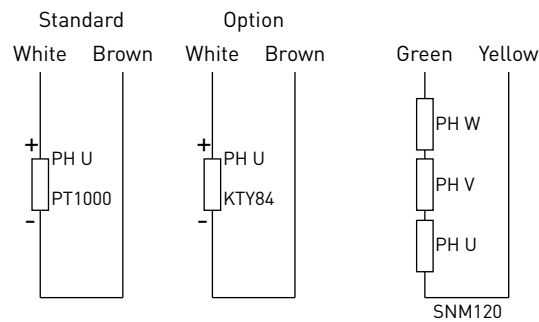 Standard
White Brown
+
PH U
PT1000
-
Option
White Brown
+
PH U
KTY84
-
Green Yellow
PH W
PH V
PH U
SNM120